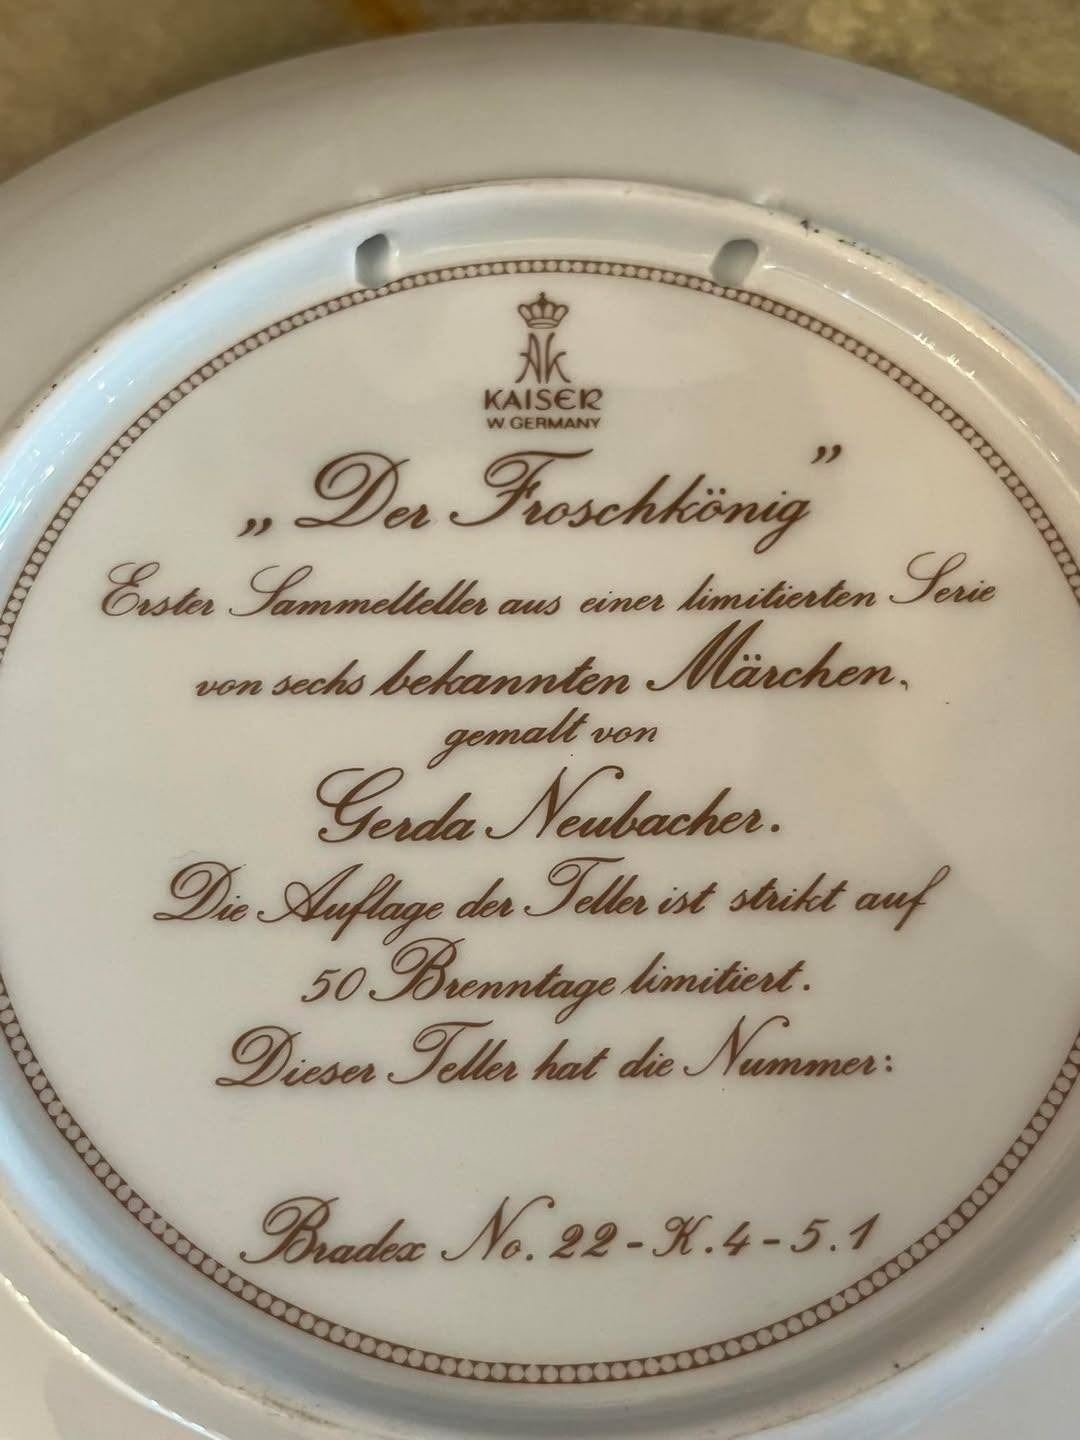 AK
KAISER
W. GERMANY
„Der Froschkönig”
Erster Sammelteller aus einer limitierten Serie
von sechs bekannten Märchen,
gemalt von
Gerda Neubacher.
Die Auflage der Teller ist strikt auf
50 Brenntage limitiert.
Dieser Teller hat die Nummer:
Bradex No. 22-K.4-5.1